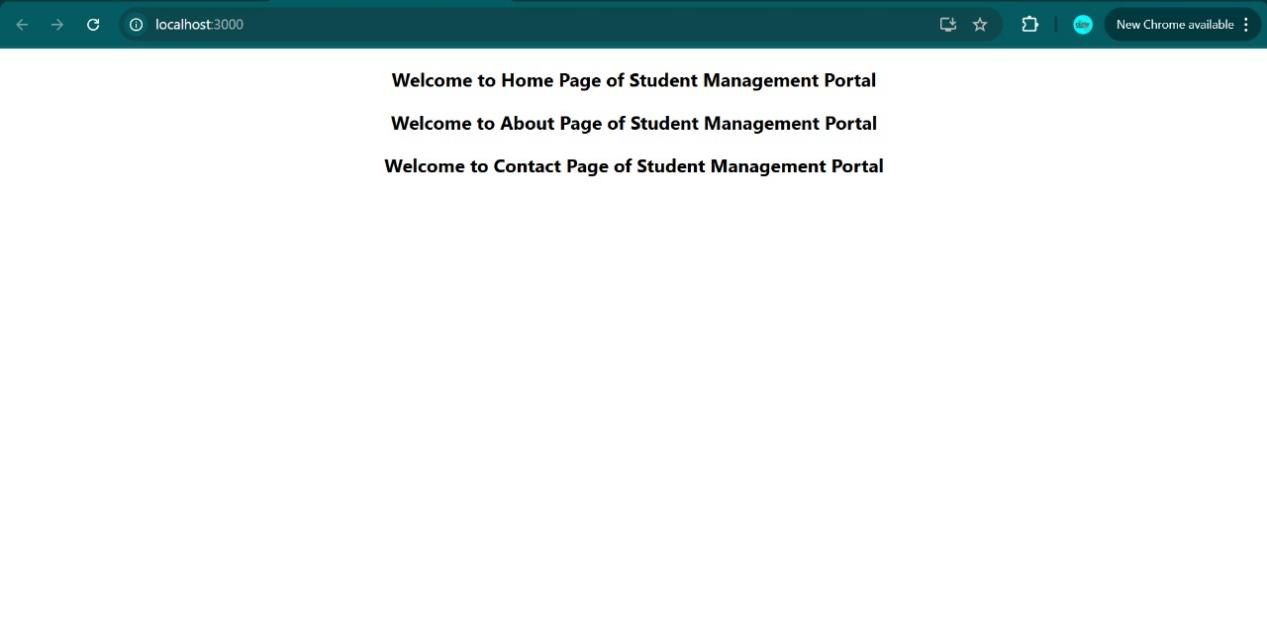 localhost:3000
New Chrome available
Welcome to Home Page of Student Management Portal
Welcome to About Page of Student Management Portal
Welcome to Contact Page of Student Management Portal